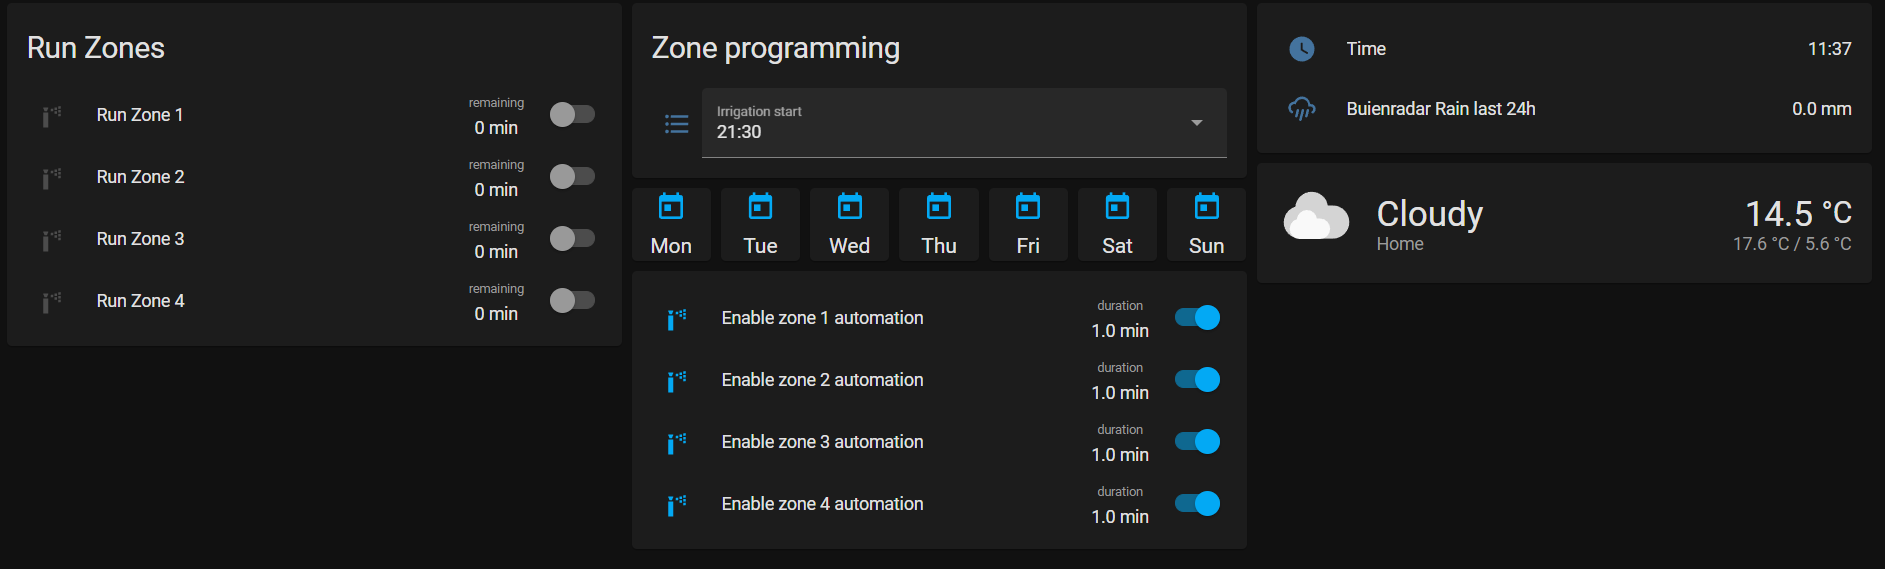 Run Zones
Run Zone 1
remaining
0 min
Run Zone 2
remaining
0 min
Run Zone 3
remaining
0 min
Run Zone 4
remaining
0 min
Zone programming
Irrigation start
21:30
Mon Tue Wed Thu Fri Sat Sun
Enable zone 1 automation
duration
1.0 min
Enable zone 2 automation
duration
1.0 min
Enable zone 3 automation
duration
1.0 min
Enable zone 4 automation
duration
1.0 min
Time 11:37
Buienradar Rain last 24h 0.0 mm
Cloudy 14.5 °C
Home 17.6 °C / 5.6 °C